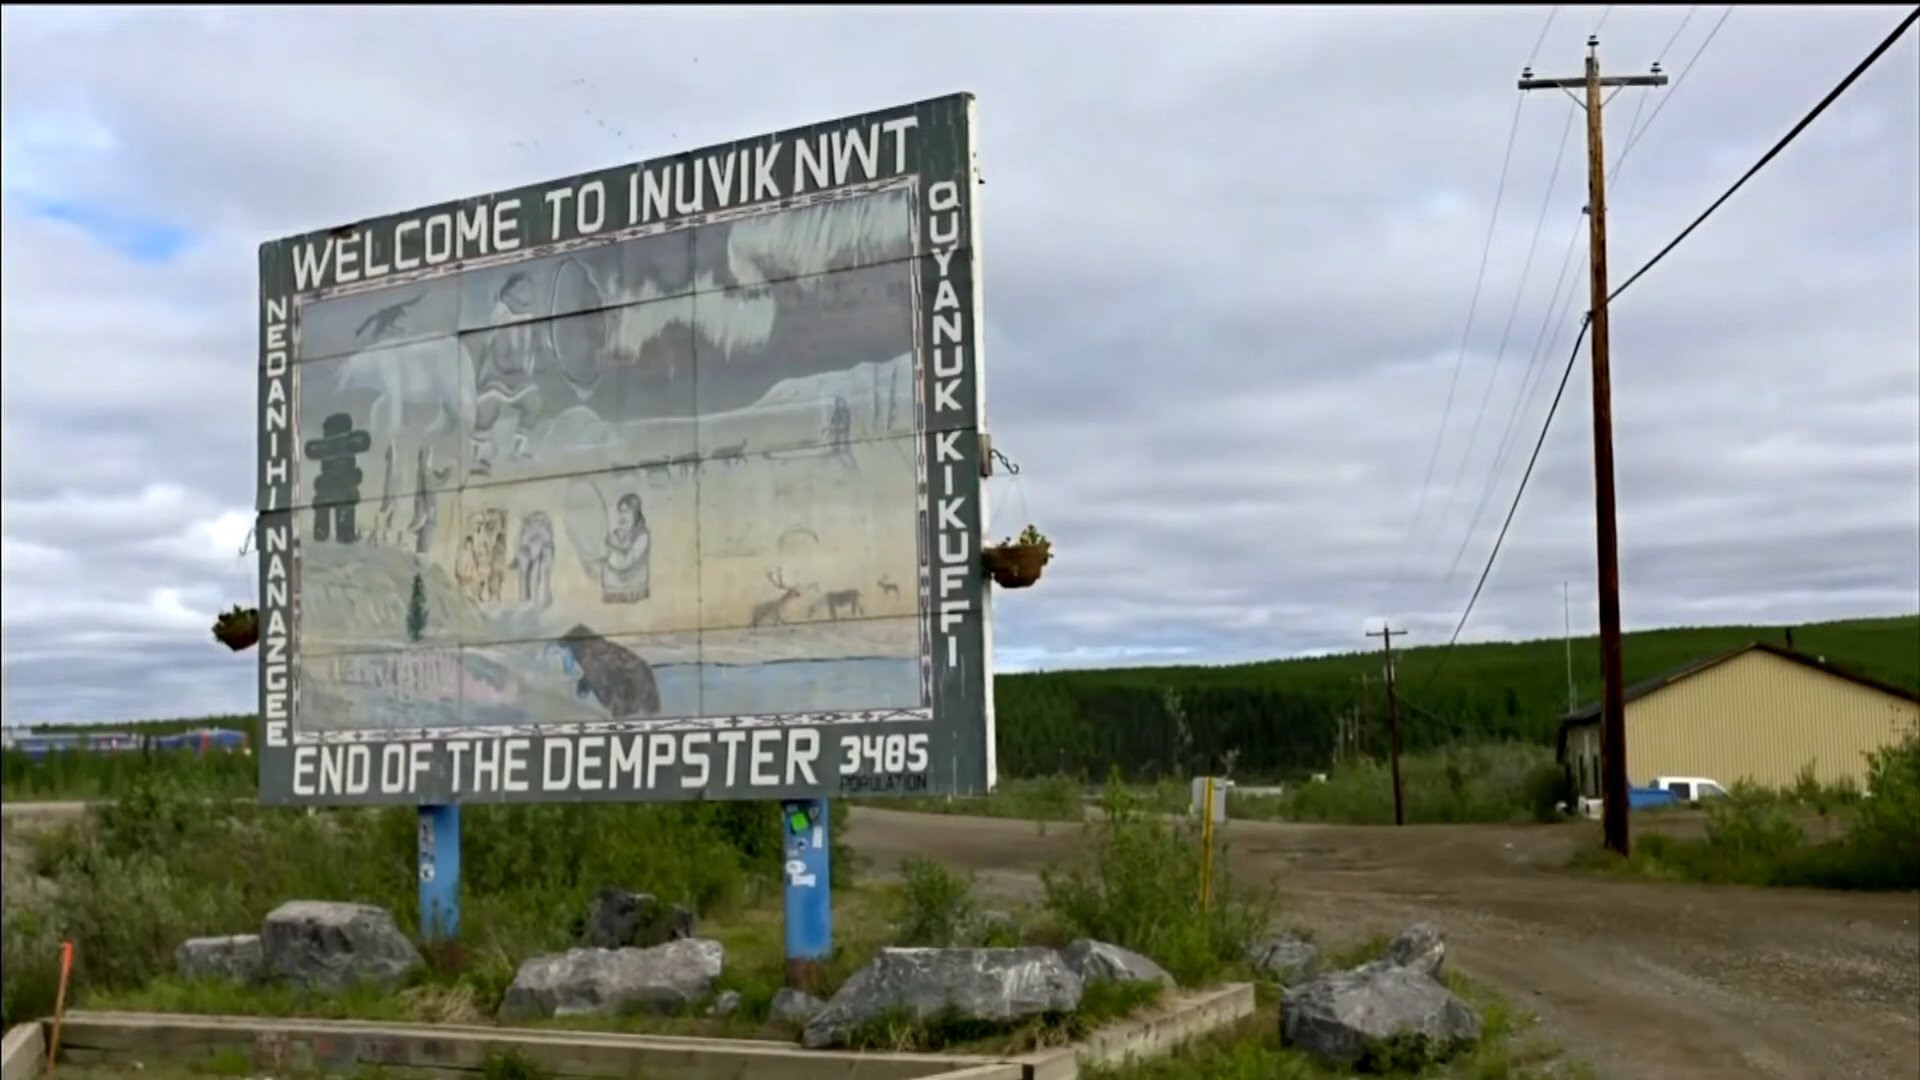 WELCOME TO INUVIK NWT
NEDANIHI NANAZGEE
QUYANUK KIKUFFI
END OF THE DEMPSTER 3485
POPULATION